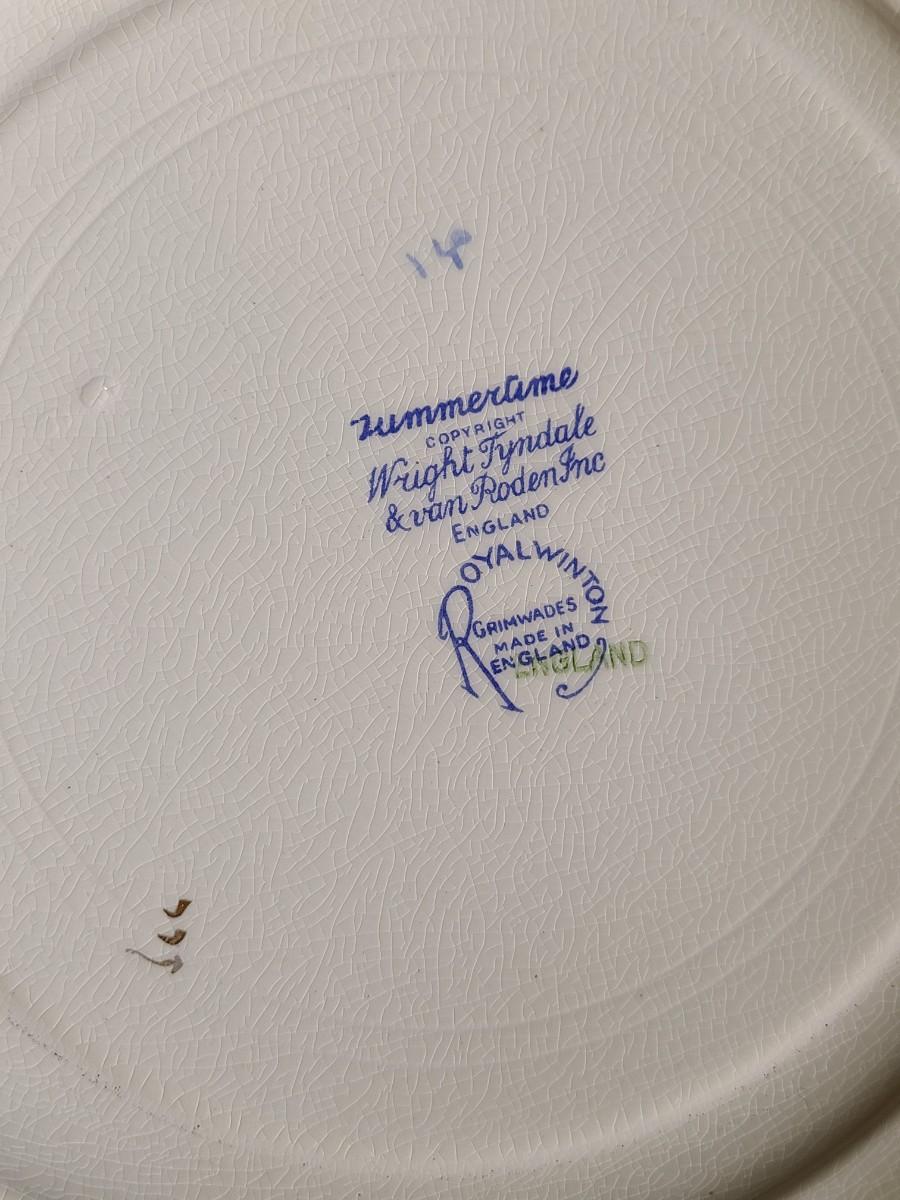 14
Summertime
COPYRIGHT
Wright Tyndale
& van Roden Inc
ENGLAND
ROYAL WINTON
GRIMWADES
MADE IN
ENGLAND
ENGLAND